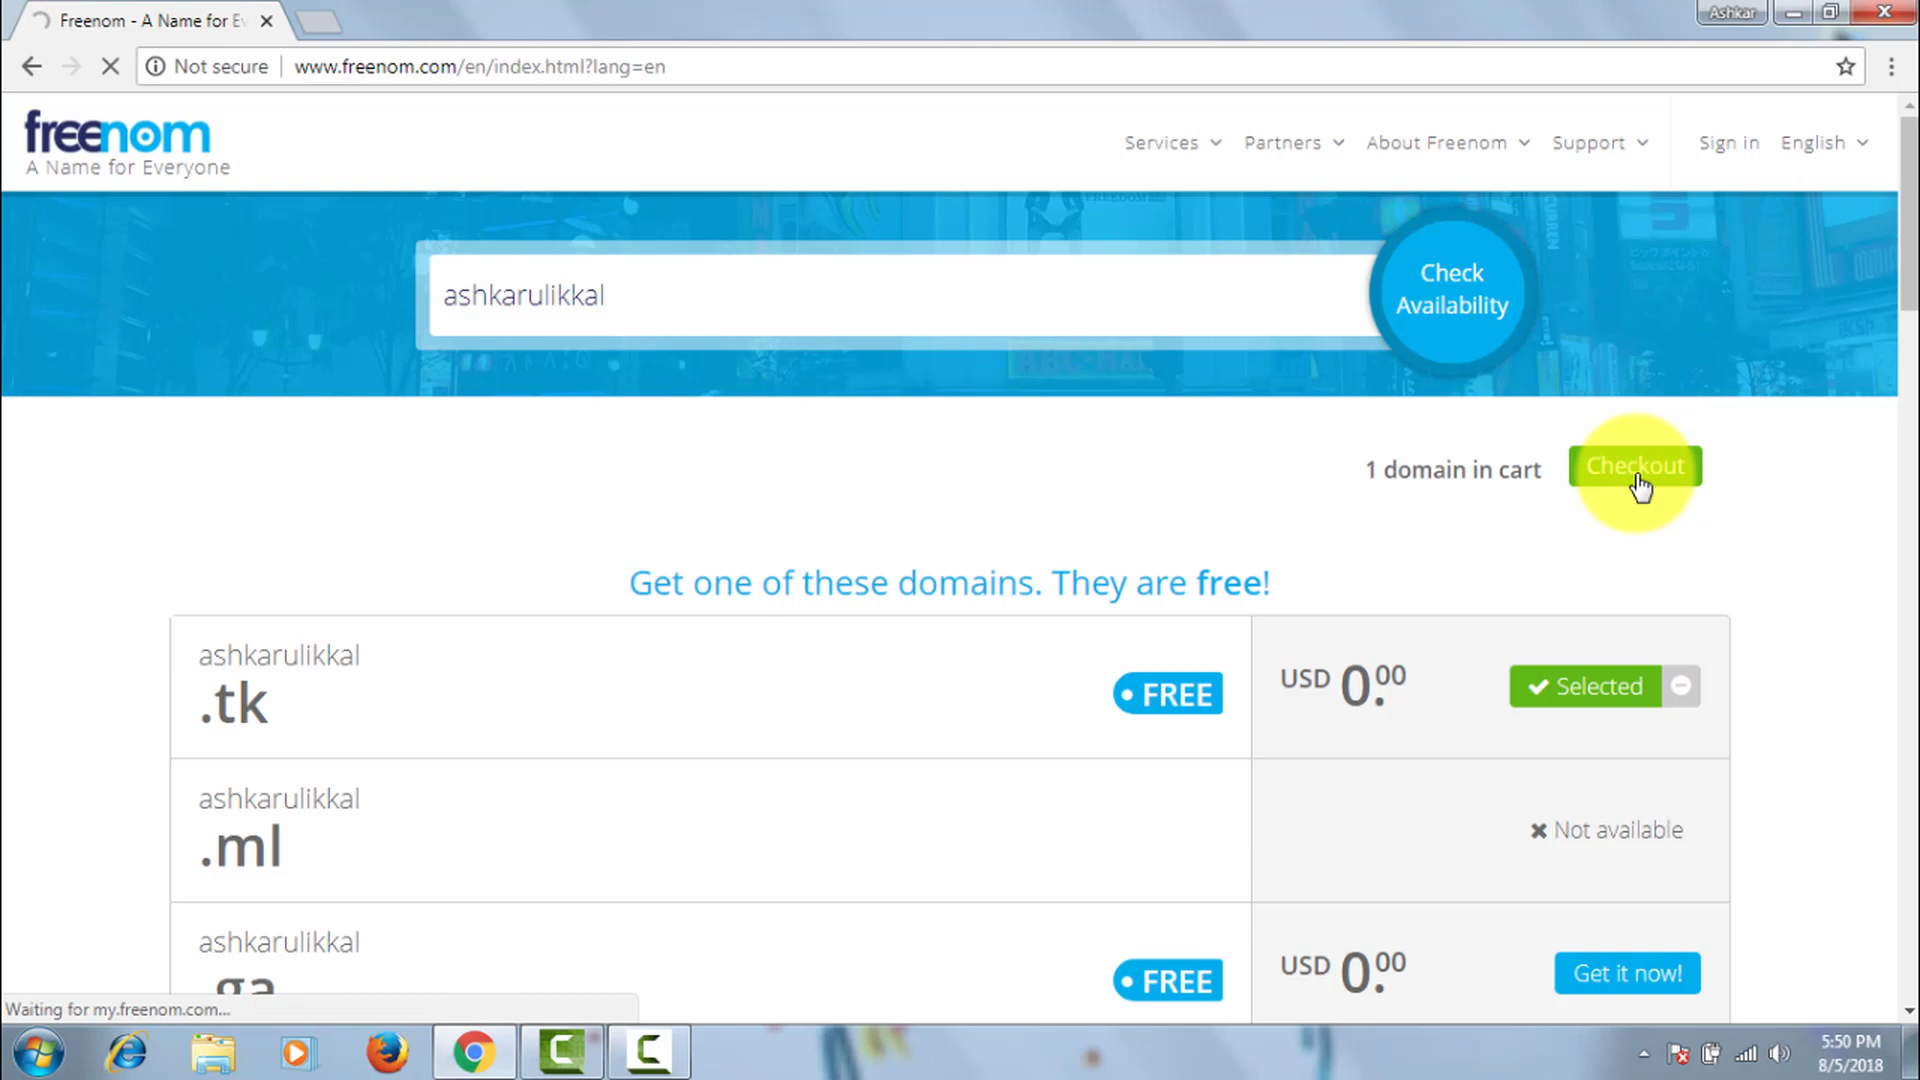 Freenom - A Name for E
Ashkar
Not secure
www.freenom.com/en/index.html?lang=en
freenom
A Name for Everyone
Services
Partners
About Freenom
Support
Sign in
English
ashkarulikkal
Check
Availability
1 domain in cart
Checkout
Get one of these domains. They are free!
ashkarulikkal
.tk
FREE
USD 0.00
Selected
ashkarulikkal
.ml
Not available
ashkarulikkal
.ga
FREE
USD 0.00
Get it now!
Waiting for my.freenom.com...
5:50 PM
8/5/2018